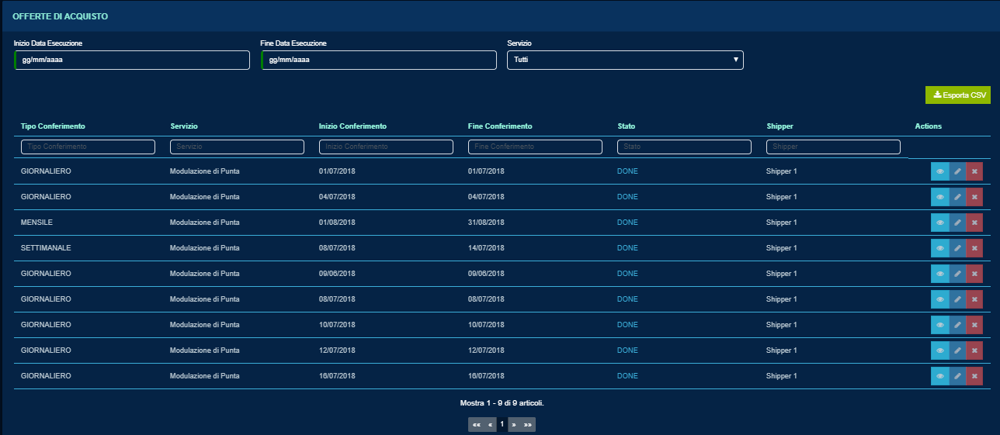 OFFERTE DI ACQUISTO
Inizio Data Esecuzione Fine Data Esecuzione Servizio
gg/mm/aaaa gg/mm/aaaa Tutti
Esporta CSV
Tipo Conferimento Servizio Inizio Conferimento Fine Conferimento Stato Shipper Actions
Tipo Conferimento Servizio Inizio Conferimento Fine Conferimento Stato Shipper
GIORNALIERO Modulazione di Punta 01/07/2018 01/07/2018 DONE Shipper 1
GIORNALIERO Modulazione di Punta 04/07/2018 04/07/2018 DONE Shipper 1
MENSILE Modulazione di Punta 01/08/2018 31/08/2018 DONE Shipper 1
SETTIMANALE Modulazione di Punta 08/07/2018 14/07/2018 DONE Shipper 1
GIORNALIERO Modulazione di Punta 09/06/2018 09/06/2018 DONE Shipper 1
GIORNALIERO Modulazione di Punta 08/07/2018 08/07/2018 DONE Shipper 1
GIORNALIERO Modulazione di Punta 10/07/2018 10/07/2018 DONE Shipper 1
GIORNALIERO Modulazione di Punta 12/07/2018 12/07/2018 DONE Shipper 1
GIORNALIERO Modulazione di Punta 16/07/2018 16/07/2018 DONE Shipper 1
Mostra 1 - 9 di 9 articoli.
«« « 1 » »»